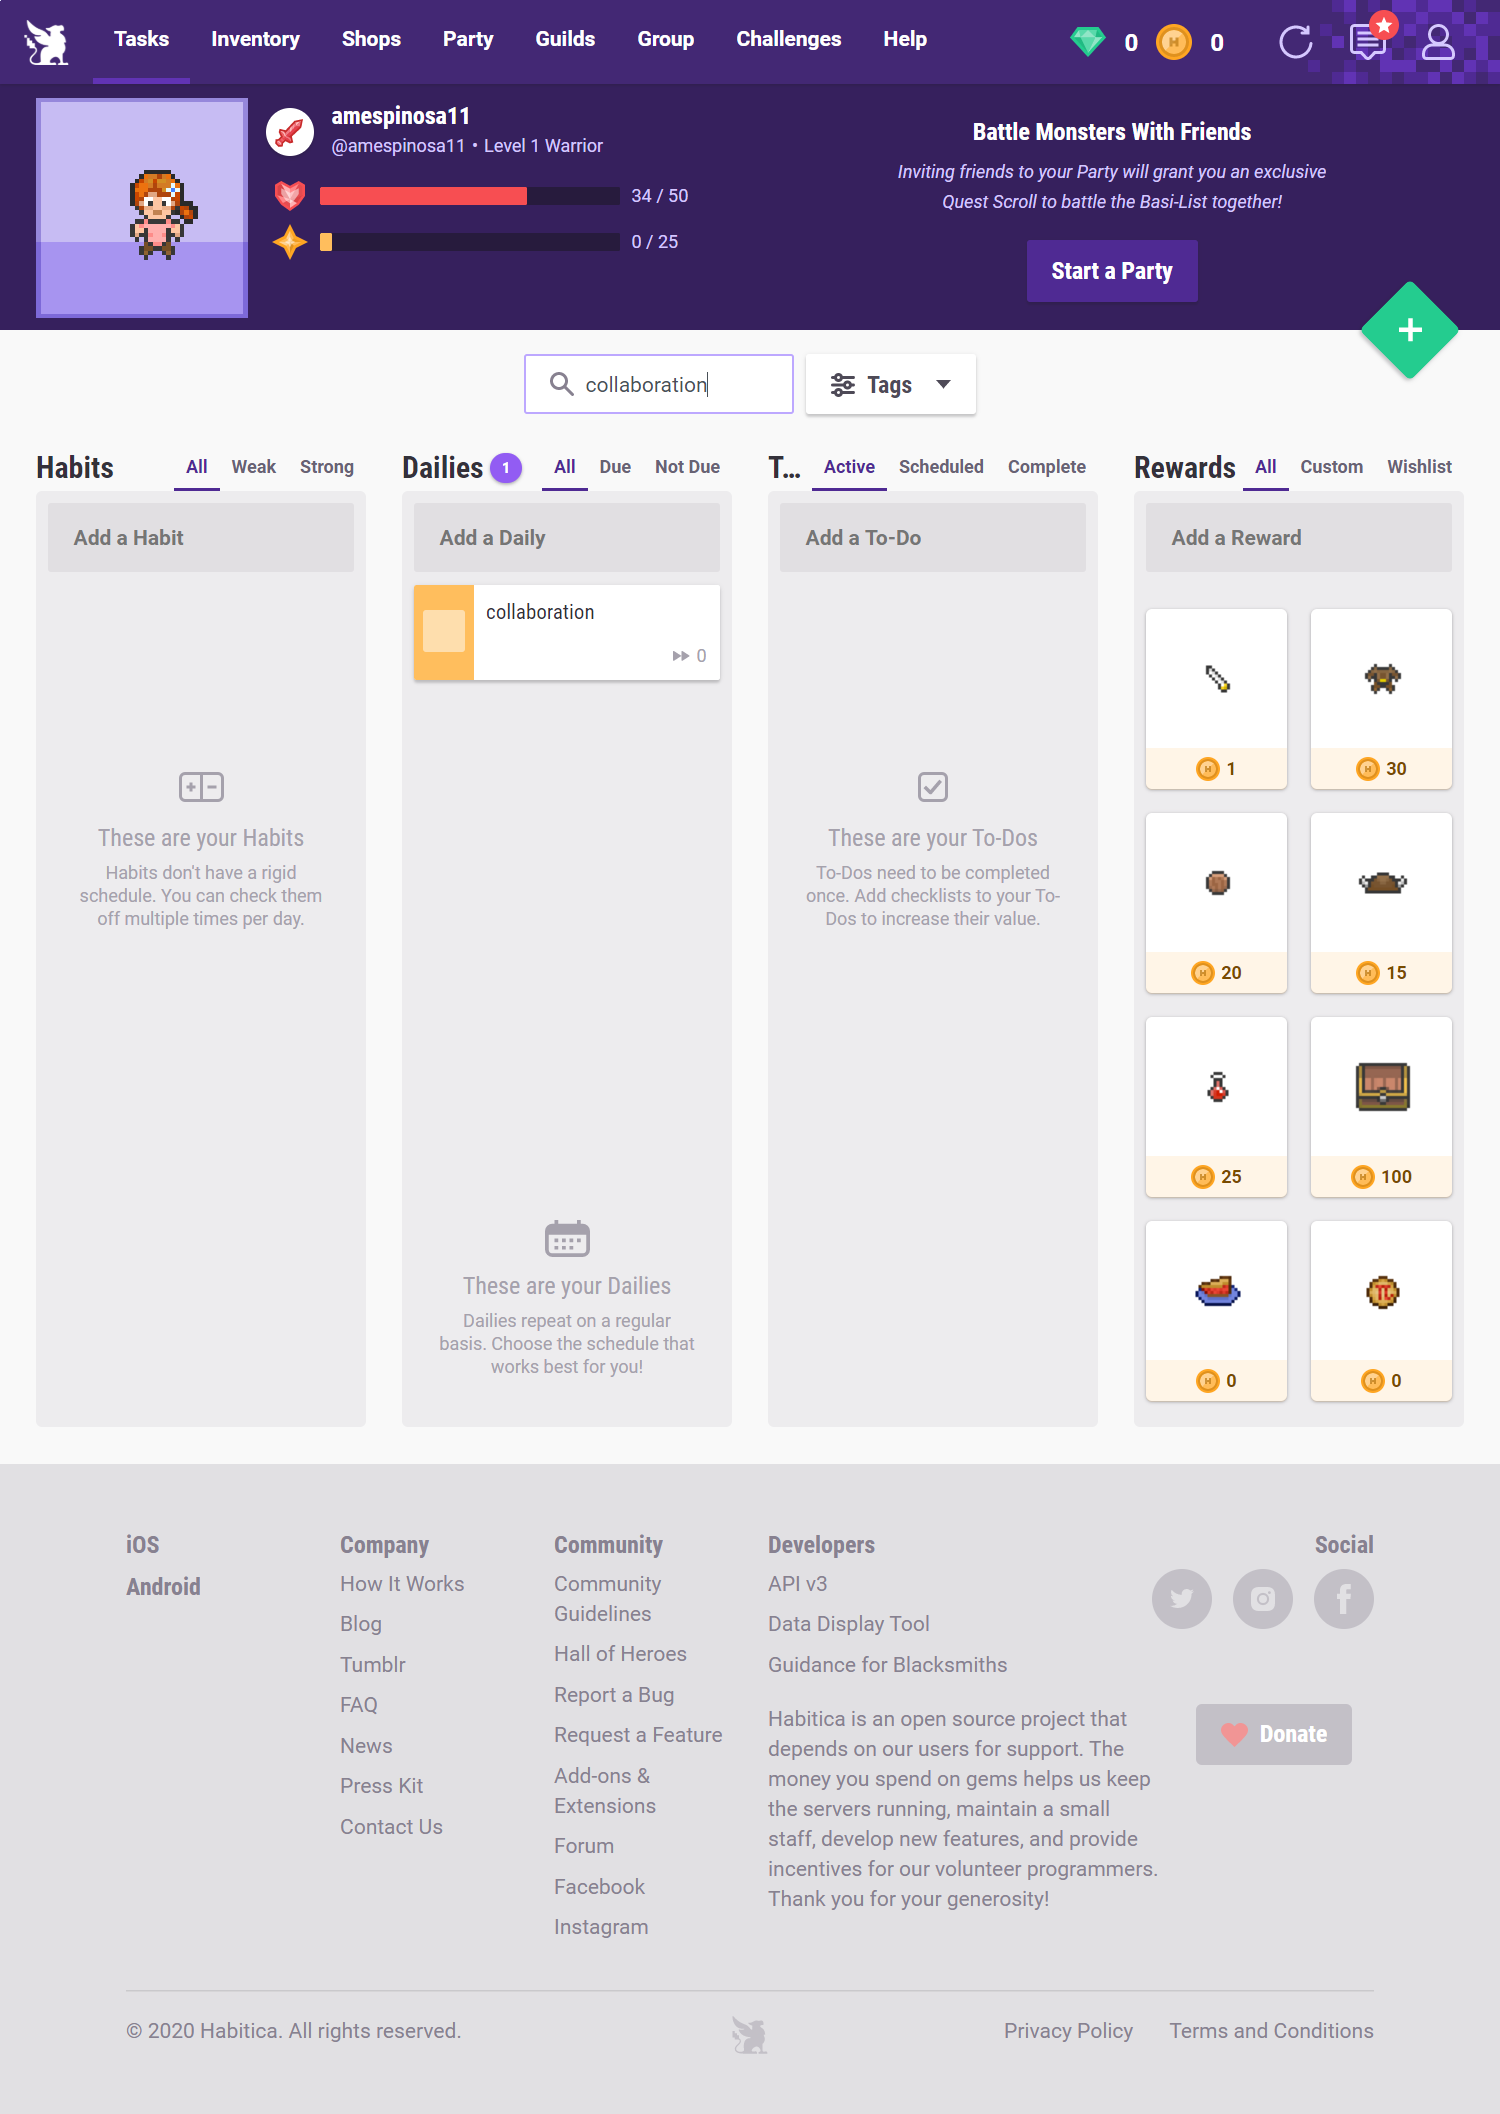 Tasks
Inventory
Shops
Party
Guilds
Group
Challenges
Help
0
0
amespinosa11
@amespinosa11 • Level 1 Warrior
34 / 50
0 / 25
Battle Monsters With Friends
Inviting friends to your Party will grant you an exclusive
Quest Scroll to battle the Basi-List together!
Start a Party
collaboration
Tags
Habits
All
Weak
Strong
Add a Habit
These are your Habits
Habits don't have a rigid
schedule. You can check them
off multiple times per day.
Dailies
1
All
Due
Not Due
Add a Daily
collaboration
0
These are your Dailies
Dailies repeat on a regular
basis. Choose the schedule that
works best for you!
T...
Active
Scheduled
Complete
Add a To-Do
These are your To-Dos
To-Dos need to be completed
once. Add checklists to your To-
Dos to increase their value.
Rewards
All
Custom
Wishlist
Add a Reward
1
30
20
15
25
100
0
0
iOS
Android
Company
How It Works
Blog
Tumblr
FAQ
News
Press Kit
Contact Us
Community
Community
Guidelines
Hall of Heroes
Report a Bug
Request a Feature
Add-ons &
Extensions
Forum
Facebook
Instagram
Developers
API v3
Data Display Tool
Guidance for Blacksmiths
Habitica is an open source project that
depends on our users for support. The
money you spend on gems helps us keep
the servers running, maintain a small
staff, develop new features, and provide
incentives for our volunteer programmers.
Thank you for your generosity!
Social
Donate
© 2020 Habitica. All rights reserved.
Privacy Policy
Terms and Conditions